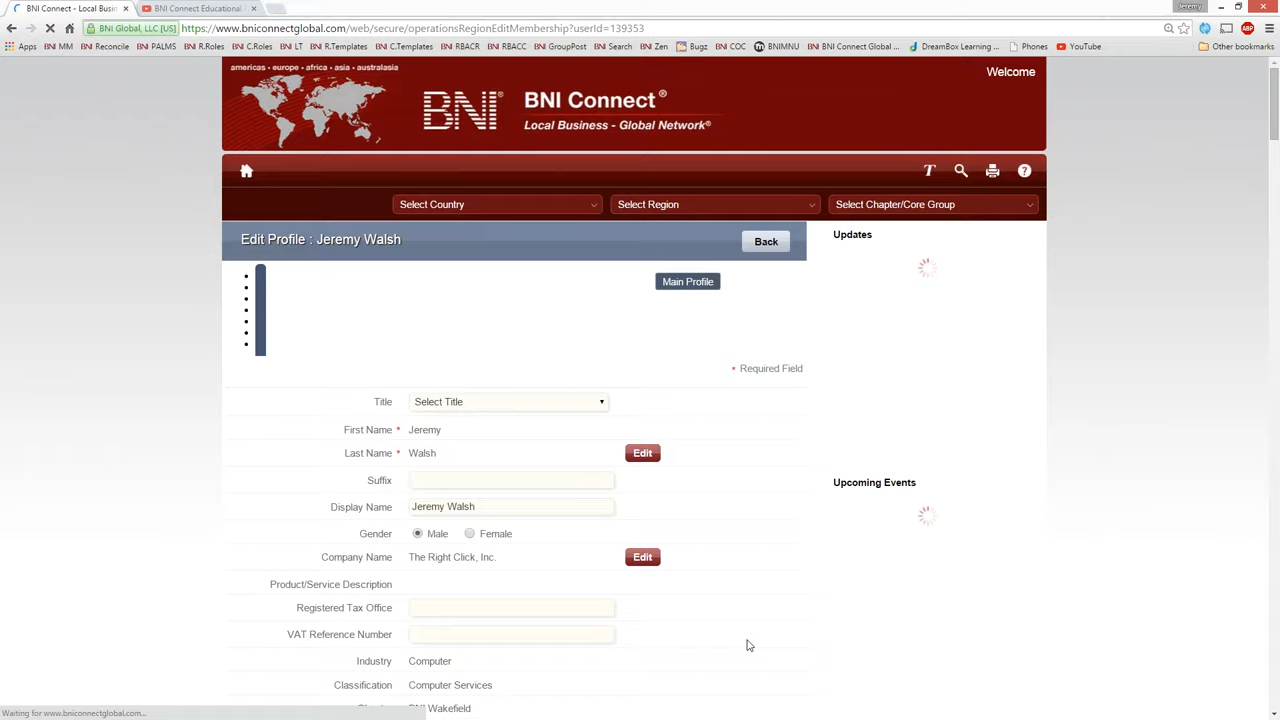 BNI Connect - Local Busin
BNI Connect Educational
Jeremy
BNI Global, LLC [US]
https://www.bniconnectglobal.com/web/secure/operationsRegionEditMembership?userId=139353
Apps
BNI MM
BNI Reconcile
BNI PALMS
BNI R.Roles
BNI C.Roles
BNI LT
BNI R.Templates
BNI C.Templates
BNI RBACR
BNI RBACC
BNI GroupPost
BNI Search
BNI Zen
Bugz
BNI COC
BNIMNU
BNI Connect Global ...
DreamBox Learning ...
Phones
YouTube
Other bookmarks
americas • europe • africa • asia • australasia
Welcome
BNI®
BNI Connect®
Local Business - Global Network®
T
Select Country
Select Region
Select Chapter/Core Group
Edit Profile : Jeremy Walsh
Back
Updates
Main Profile
* Required Field
Title
Select Title
First Name *
Jeremy
Last Name *
Walsh
Edit
Suffix
Upcoming Events
Display Name
Jeremy Walsh
Gender
Male
Female
Company Name
The Right Click, Inc.
Edit
Product/Service Description
Registered Tax Office
VAT Reference Number
Industry
Computer
Classification
Computer Services
BNI Wakefield
Waiting for www.bniconnectglobal.com...